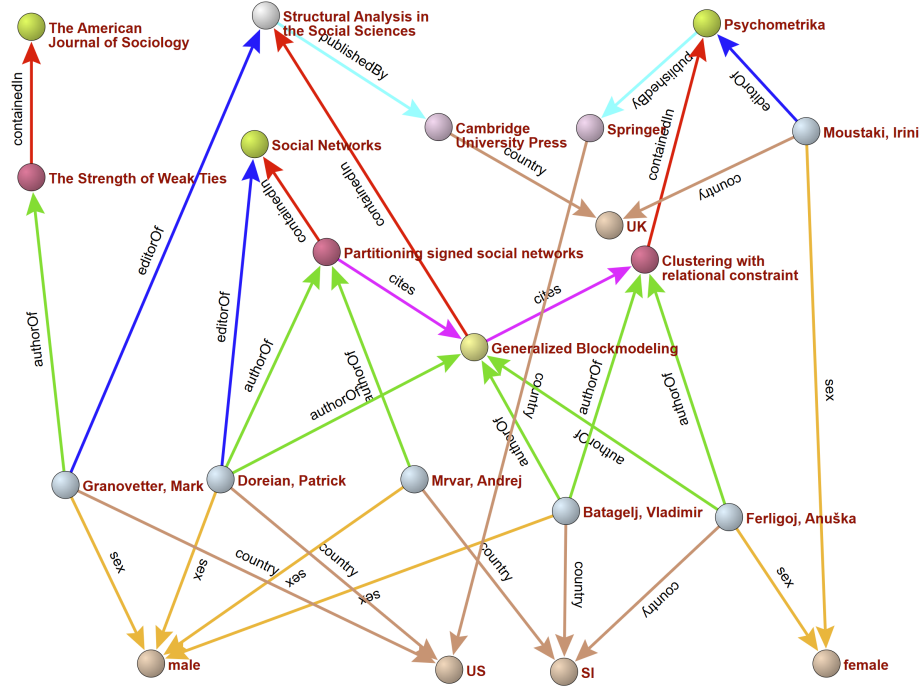 The American
Journal of Sociology
Structural Analysis in
the Social Sciences
Psychometrika
publishedBy
publishedBy
editorOf
containedIn
Cambridge
University Press
Springer
Moustaki, Irini
Social Networks
country
containedIn
The Strength of Weak Ties
containedIn
country
containedIn
UK
editorOf
Partitioning signed social networks
Clustering with
relational constraint
cites
cites
editorOf
authorOf
Generalized Blockmodeling
authorOf
authorOf
authorOf
country
authorOf
authorOf
sex
authorOf
authorOf
Granovetter, Mark
Doreian, Patrick
Mrvar, Andrej
Batagelj, Vladimir
Ferligoj, Anuška
sex
sex
country
country
sex
sex
country
country
country
sex
male
US
SI
female